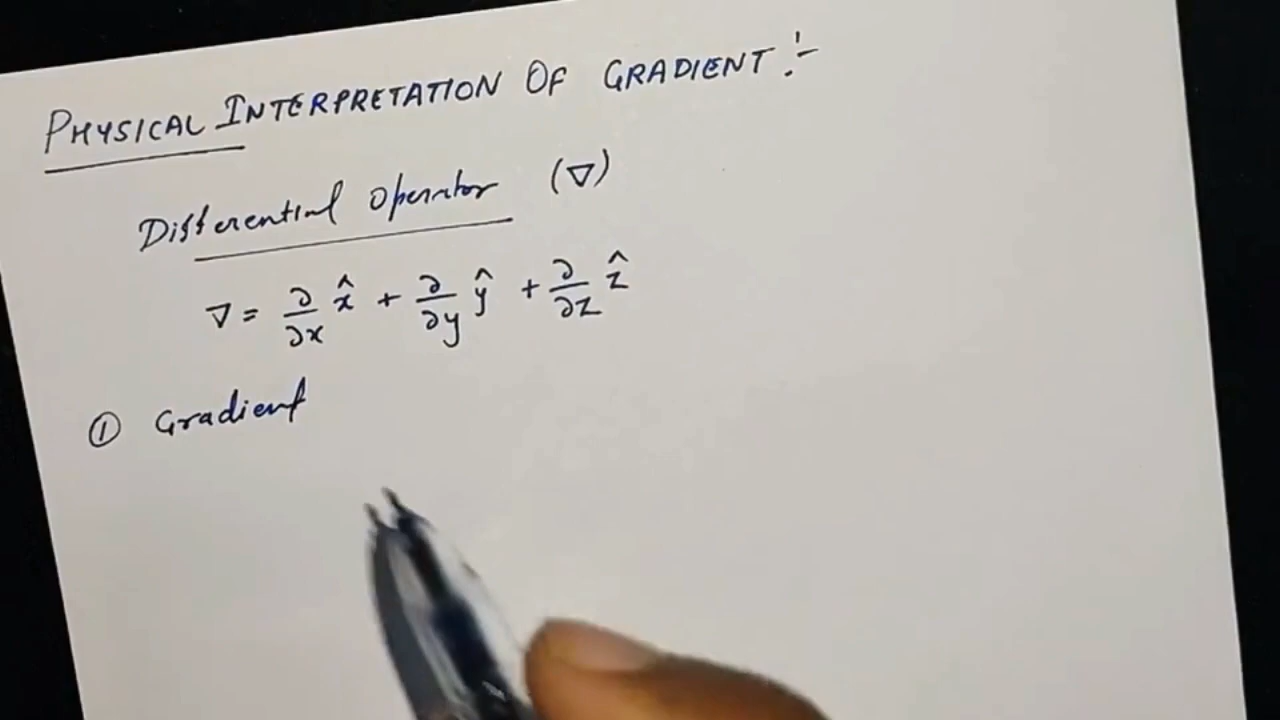 PHYSICAL INTERPRETATION OF GRADIENT :-
Differential Operator (∇)
∇ = ∂/∂x x̂ + ∂/∂y ŷ + ∂/∂z ẑ
① Gradient